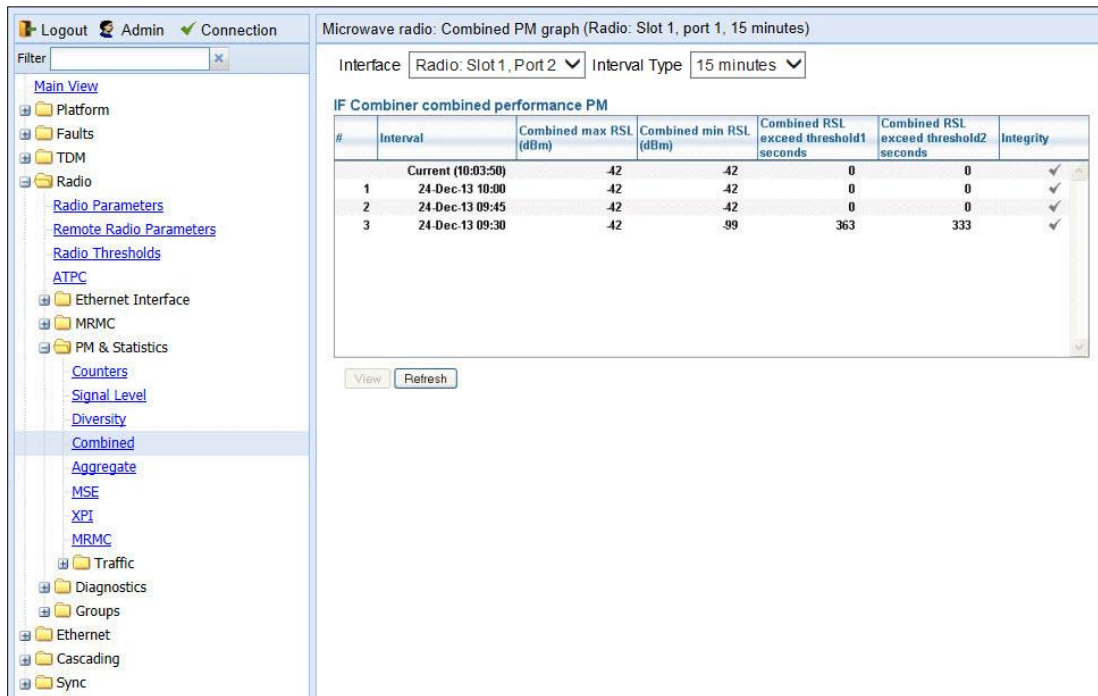 Logout Admin Connection
Filter
Main View
Platform
Faults
TDM
Radio
Radio Parameters
Remote Radio Parameters
Radio Thresholds
ATPC
Ethernet Interface
MRMC
PM & Statistics
Counters
Signal Level
Diversity
Combined
Aggregate
MSE
XPI
MRMC
Traffic
Diagnostics
Groups
Ethernet
Cascading
Sync
Microwave radio: Combined PM graph (Radio: Slot 1, port 1, 15 minutes)
Interface Radio: Slot 1, Port 2 Interval Type 15 minutes
IF Combiner combined performance PM
# Interval Combined max RSL (dBm) Combined min RSL (dBm) Combined RSL exceed threshold1 seconds Combined RSL exceed threshold2 seconds Integrity
Current (10:03:50) -42 -42 0 0
1 24-Dec-13 10:00 -42 -42 0 0
2 24-Dec-13 09:45 -42 -42 0 0
3 24-Dec-13 09:30 -42 -99 363 333
View Refresh